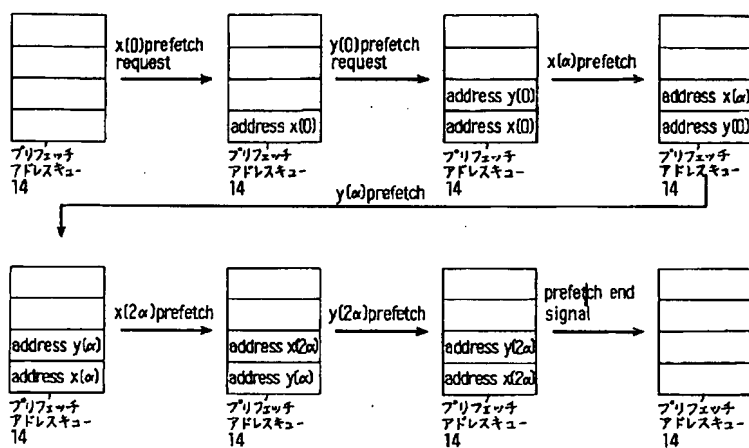 x(0)prefetch
request
y(0)prefetch
request
x(α)prefetch
address x(0)
address y(0)
address x(0)
address x(α)
address y(0)
プリフェッチ
アドレスキュー
14
プリフェッチ
アドレスキュー
14
プリフェッチ
アドレスキュー
14
プリフェッチ
アドレスキュー
14
y(α)prefetch
x(2α)prefetch
y(2α)prefetch
prefetch end
signal
address y(α)
address x(α)
address x(2α)
address y(α)
address y(2α)
address x(2α)
プリフェッチ
アドレスキュー
14
プリフェッチ
アドレスキュー
14
プリフェッチ
アドレスキュー
14
プリフェッチ
アドレスキュー
14